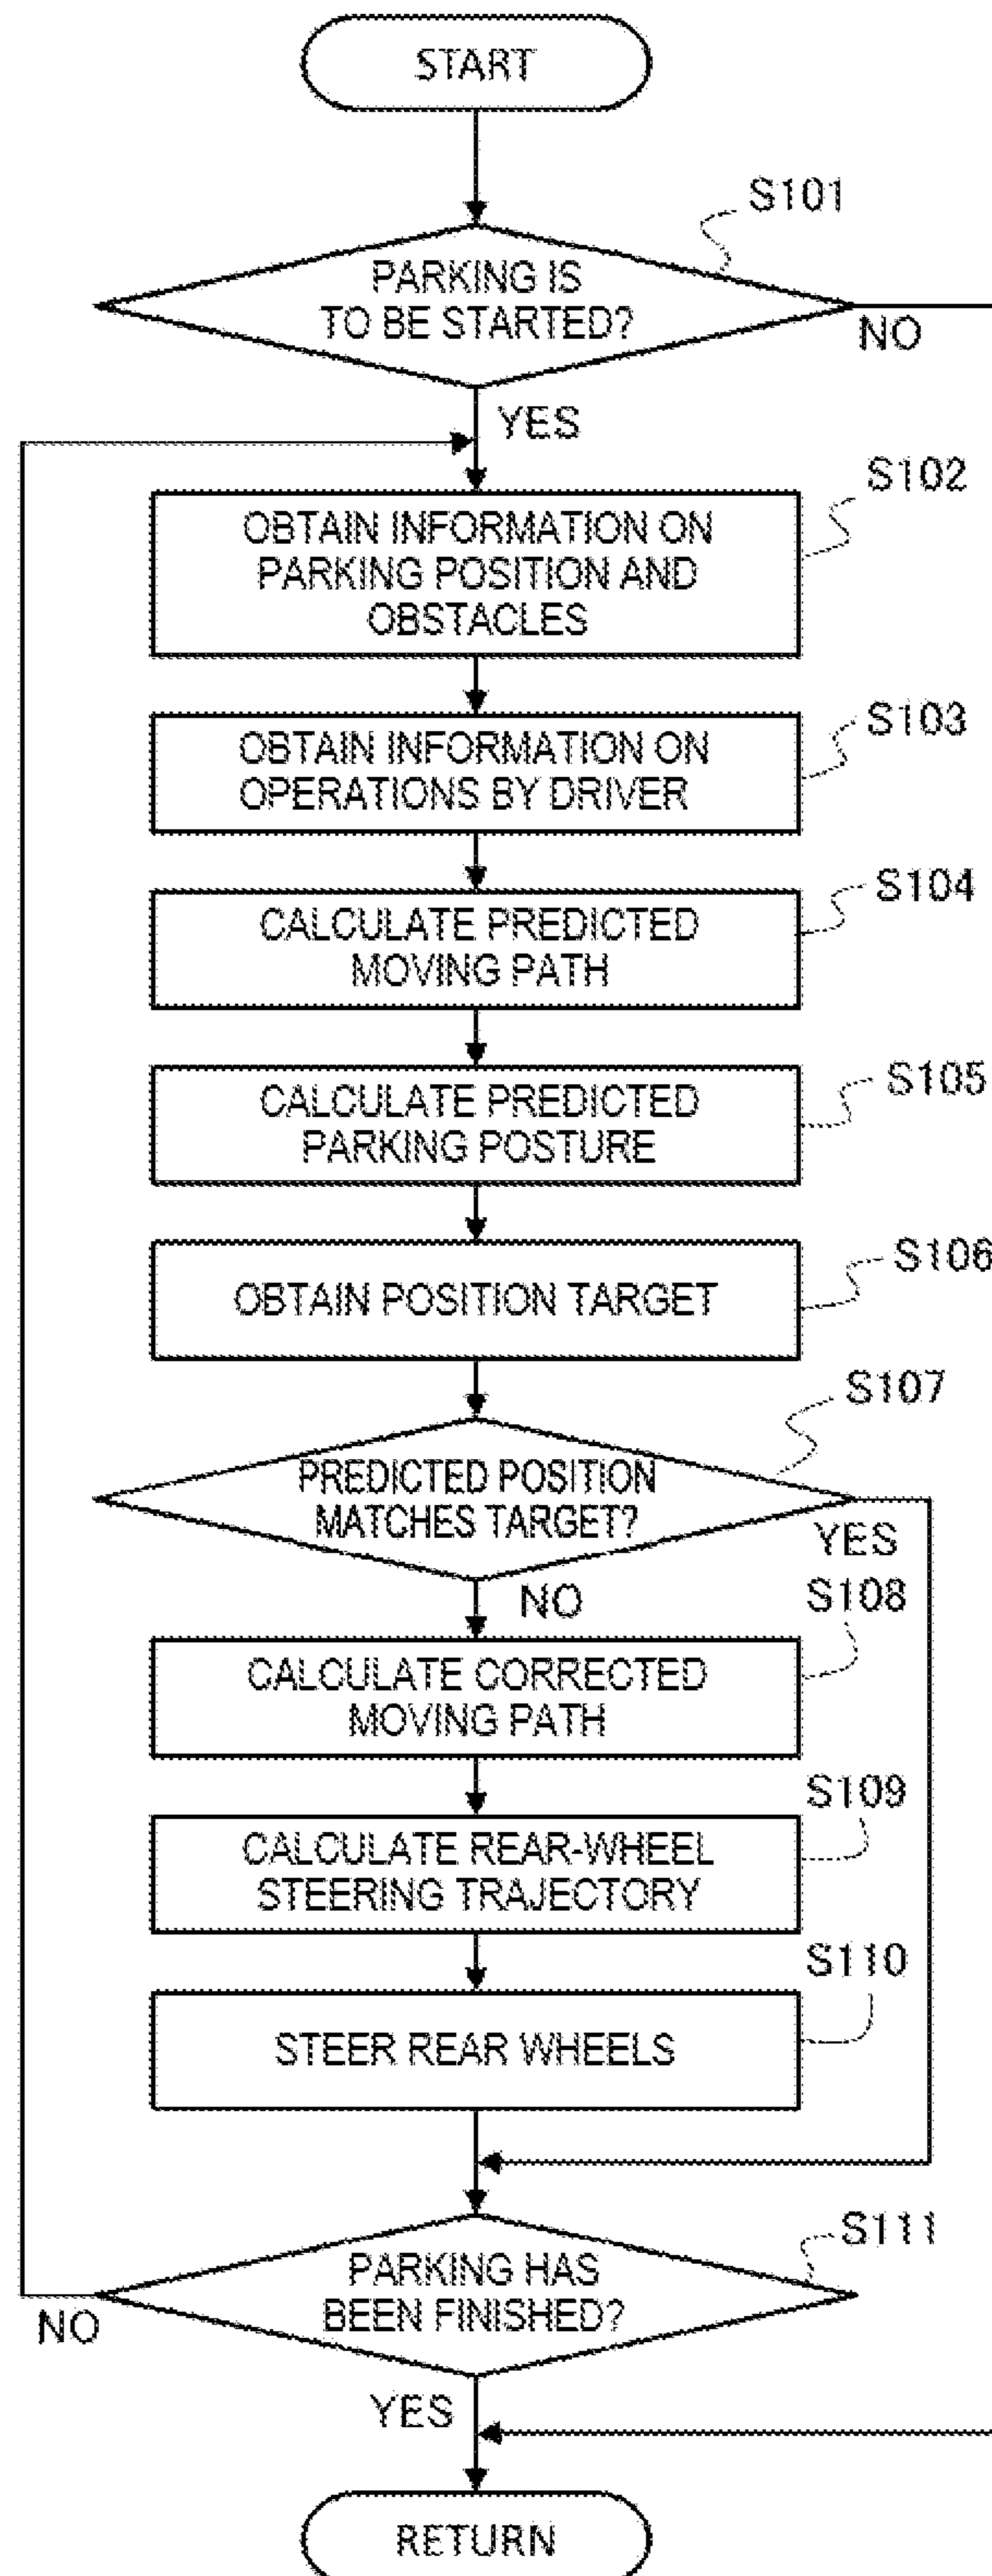 START
S101
PARKING IS
TO BE STARTED?
NO
YES
S102
OBTAIN INFORMATION ON
PARKING POSITION AND
OBSTACLES
S103
OBTAIN INFORMATION ON
OPERATIONS BY DRIVER
S104
CALCULATE PREDICTED
MOVING PATH
S105
CALCULATE PREDICTED
PARKING POSTURE
S106
OBTAIN POSITION TARGET
S107
PREDICTED POSITION
MATCHES TARGET?
YES
NO
S108
CALCULATE CORRECTED
MOVING PATH
S109
CALCULATE REAR-WHEEL
STEERING TRAJECTORY
S110
STEER REAR WHEELS
S111
PARKING HAS
BEEN FINISHED?
NO
YES
RETURN